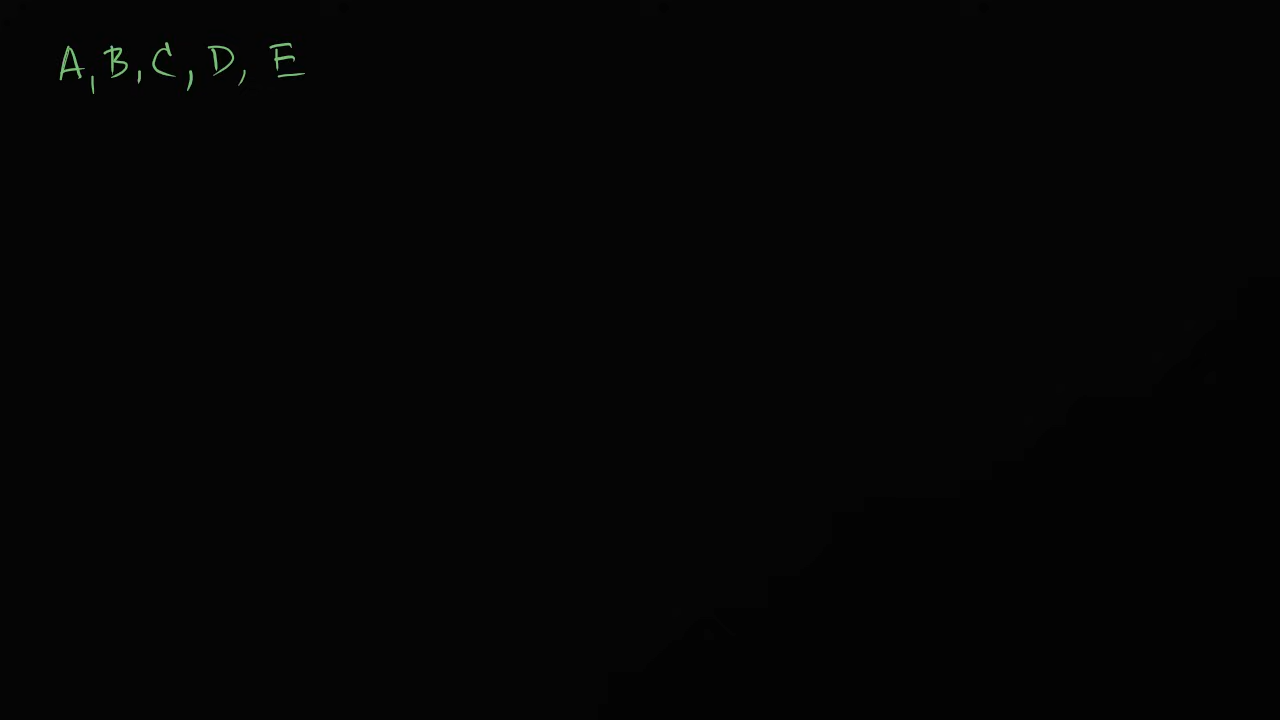 A, B, C, D, E